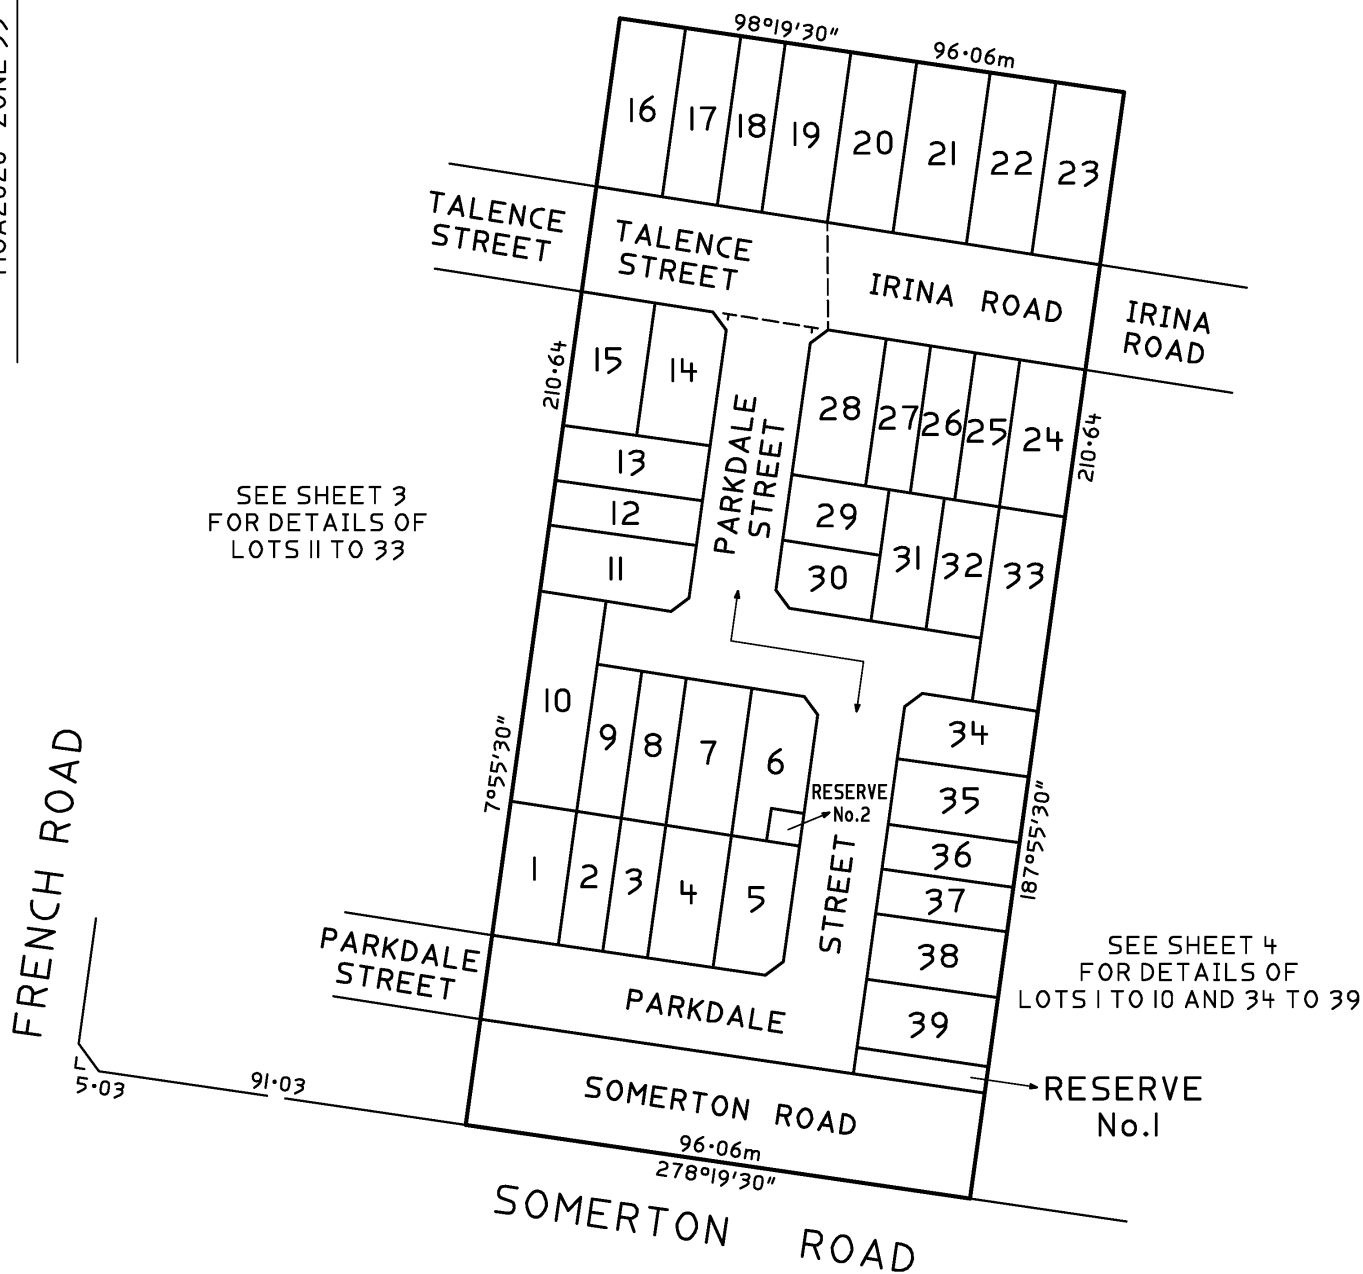 98°19'30"
96·06m
16
17
18
19
20
21
22
23
TALENCE
STREET
TALENCE
STREET
IRINA ROAD
IRINA
ROAD
210·64
15
14
13
12
11
PARKDALE
STREET
28
27
26
25
24
210·64
29
30
31
32
33
SEE SHEET 3
FOR DETAILS OF
LOTS 11 TO 33
10
9
8
7
6
RESERVE
No.2
7°55'30"
34
35
36
37
38
39
187°55'30"
1
2
3
4
5
STREET
FRENCH ROAD
PARKDALE
STREET
PARKDALE
SEE SHEET 4
FOR DETAILS OF
LOTS 1 TO 10 AND 34 TO 39
RESERVE
No.1
5·03
91·03
SOMERTON ROAD
96·06m
278°19'30"
SOMERTON ROAD